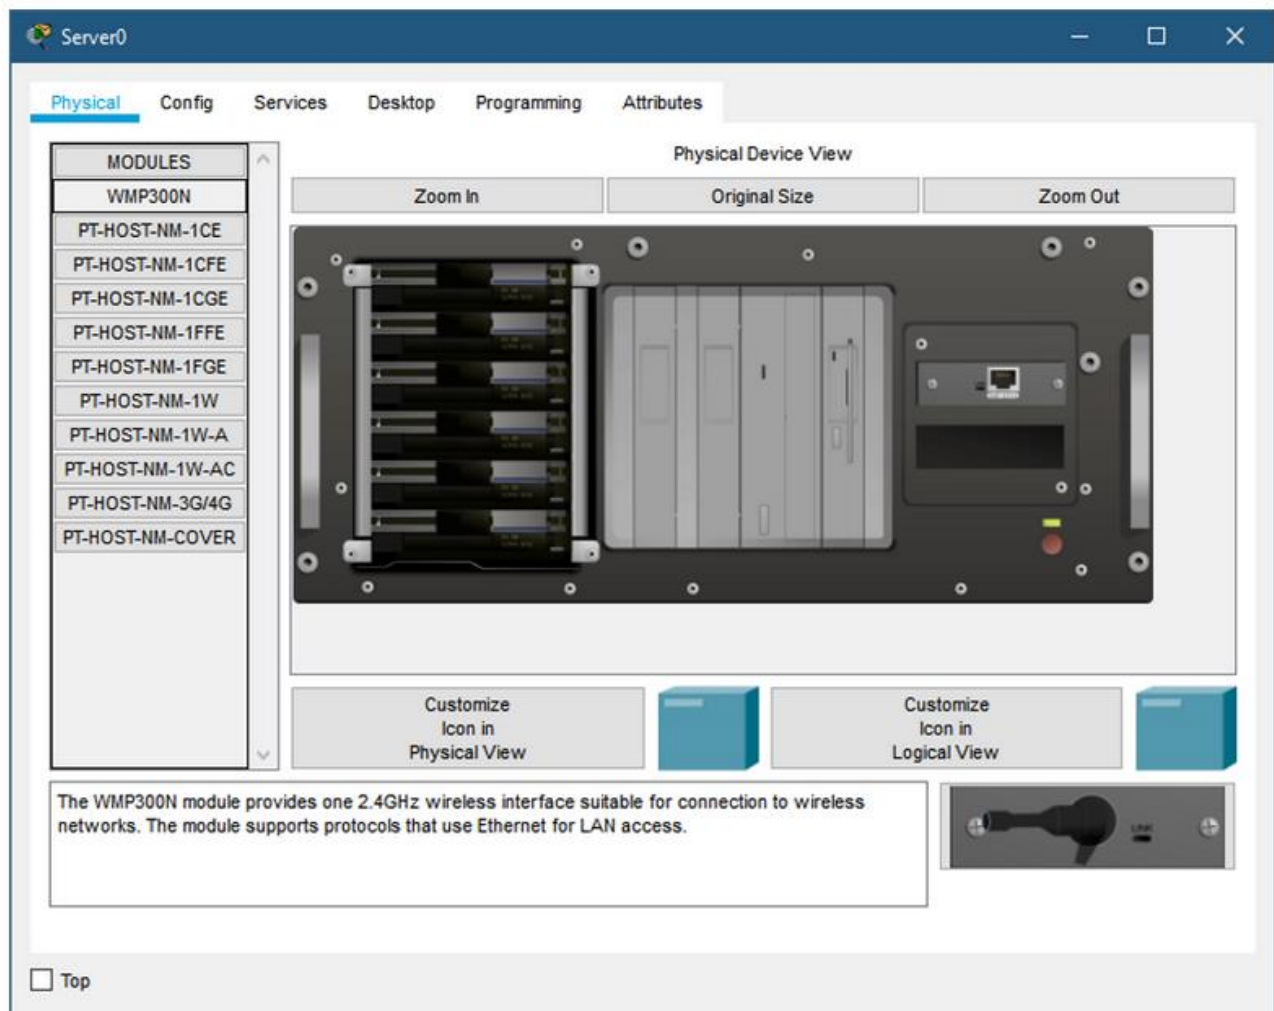 Server0
Physical Config Services Desktop Programming Attributes
MODULES
WMP300N
PT-HOST-NM-1CE
PT-HOST-NM-1CFE
PT-HOST-NM-1CGE
PT-HOST-NM-1FFE
PT-HOST-NM-1FGE
PT-HOST-NM-1W
PT-HOST-NM-1W-A
PT-HOST-NM-1W-AC
PT-HOST-NM-3G/4G
PT-HOST-NM-COVER
Physical Device View
Zoom In Original Size Zoom Out
Customize
Icon in
Physical View
Customize
Icon in
Logical View
The WMP300N module provides one 2.4GHz wireless interface suitable for connection to wireless
networks. The module supports protocols that use Ethernet for LAN access.
LINK
Top